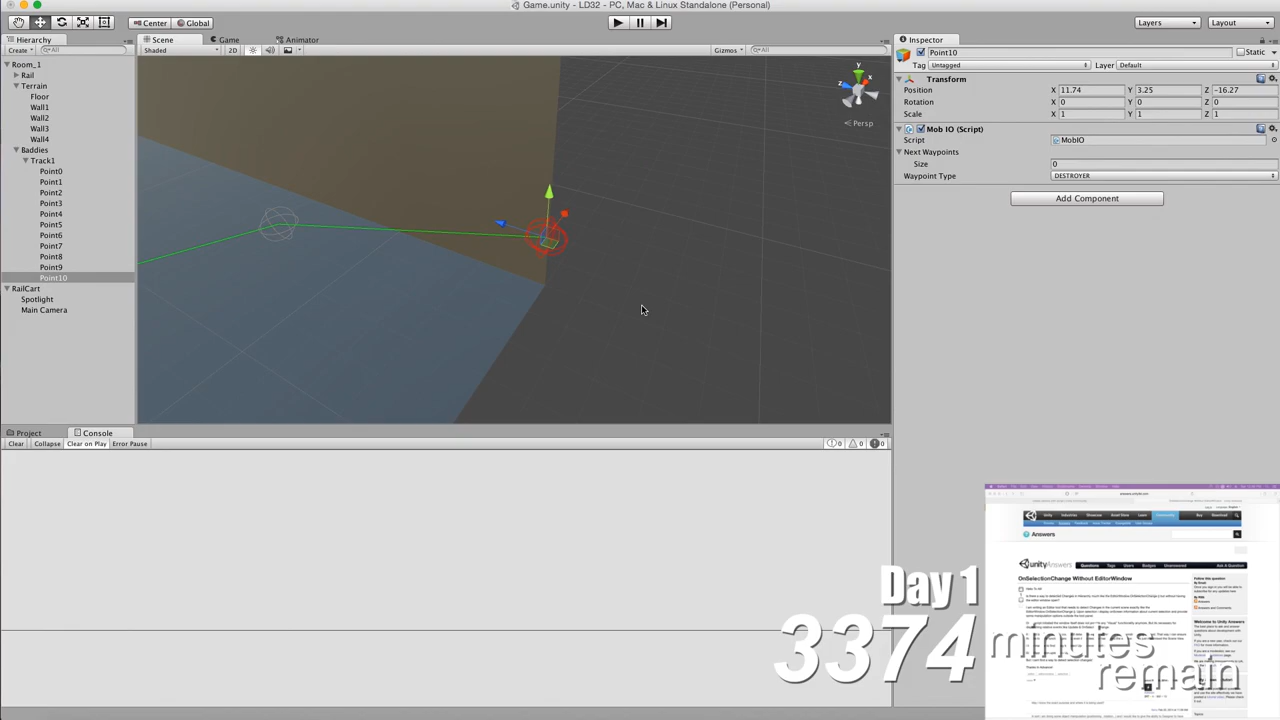 Game.unity - LD32 - PC, Mac & Linux Standalone (Personal)
Center
Global
Layers
Layout
Hierarchy
Create
All
Room_1
Rail
Terrain
Floor
Wall1
Wall2
Wall3
Wall4
Baddies
Track1
Point0
Point1
Point2
Point3
Point4
Point5
Point6
Point7
Point8
Point9
Point10
RailCart
Spotlight
Main Camera
Scene
Game
Animator
Shaded
2D
Gizmos
All
y
x
z
Persp
Project
Console
Clear
Collapse
Clear on Play
Error Pause
0
0
0
Inspector
Point10
Static
Tag Untagged
Layer Default
Transform
Position X 11.74 Y 3.25 Z -16.27
Rotation X 0 Y 0 Z 0
Scale X 1 Y 1 Z 1
Mob IO (Script)
Script MobIO
Next Waypoints
Size 0
Waypoint Type DESTROYER
Add Component
Answers
unityAnswers
OnSelectionChange Without EditorWindow
Day 1
3374 minutes
remain